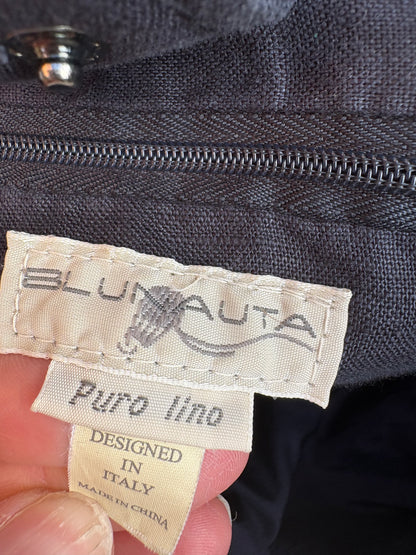 BLUNAUTA
Puro lino
DESIGNED
IN
ITALY
MADE IN CHINA